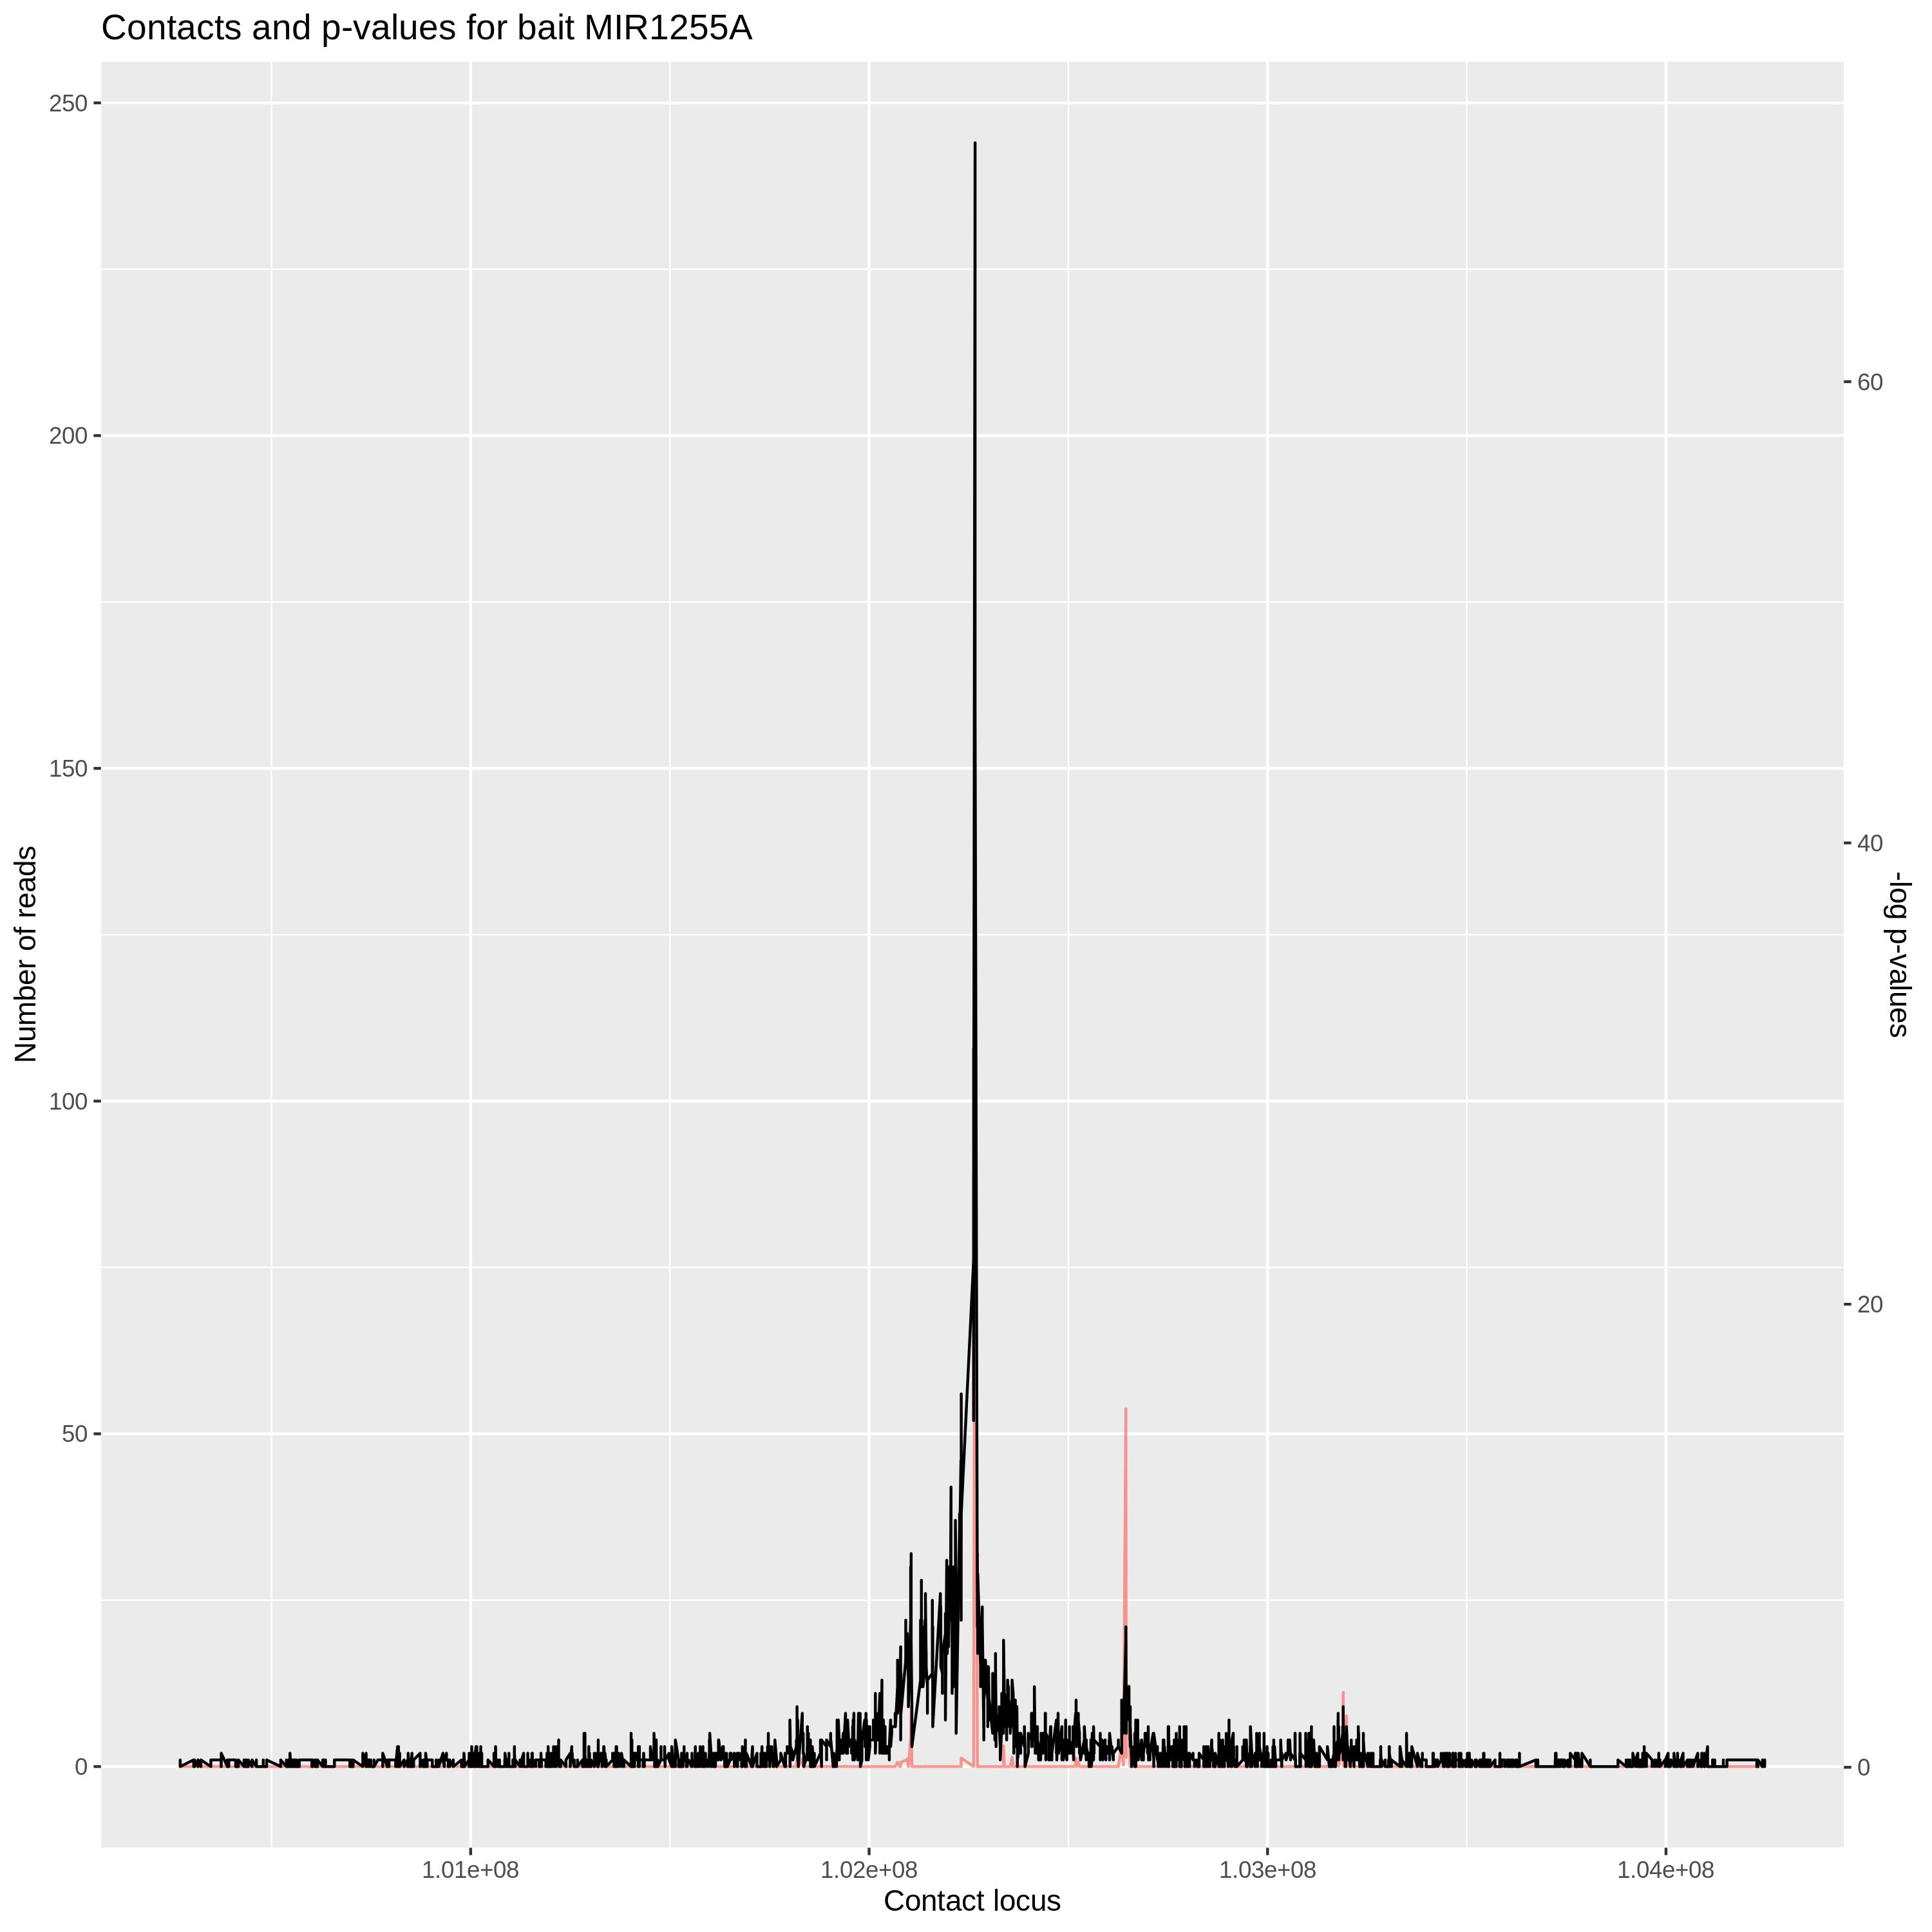 Contacts and p-values for bait MIR1255A
250
200
150
100
50
0
Number of reads
60
40
20
0
-log p-values
1.01e+08
1.02e+08
1.03e+08
1.04e+08
Contact locus